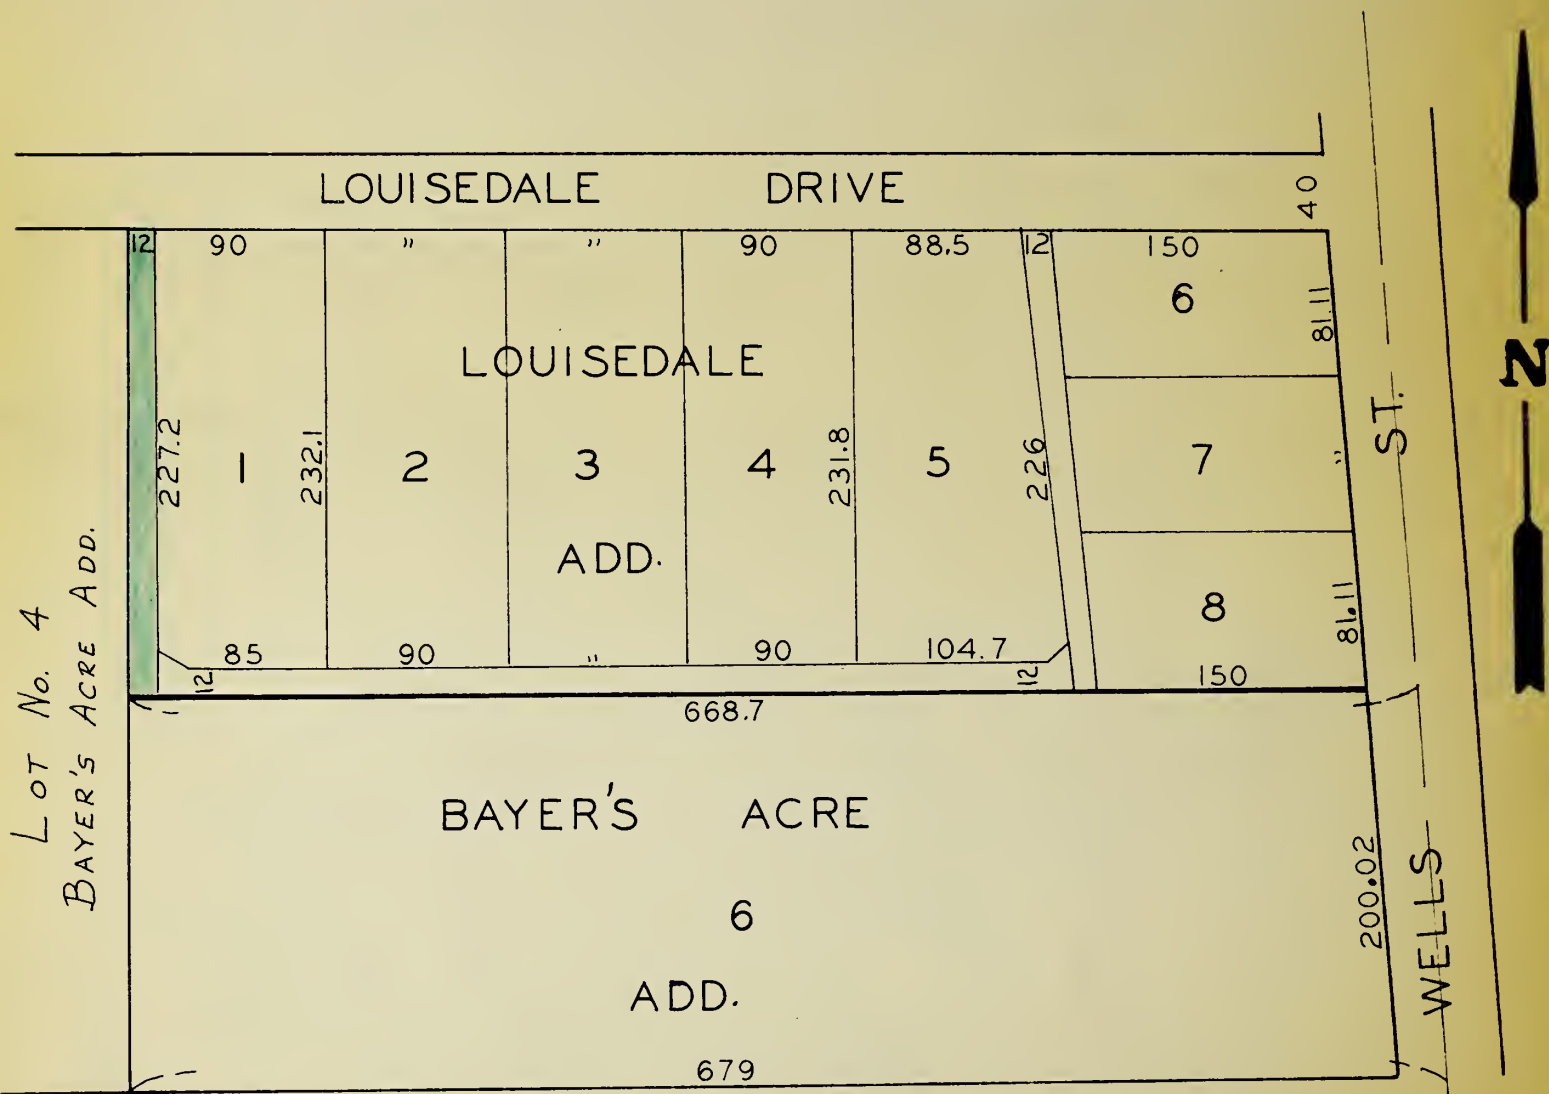 LOUISEDALE DRIVE
40
N
12 90 " " 90 88.5 12 150
6
81.11
LOUISEDALE
227.2 1 232.1 2 3 4 231.8 5 226 7 "
ST.
ADD.
8
81.11
85 90 " 90 104.7
12 12 150
668.7
LOT No. 4
BAYER'S ACRE ADD.
BAYER'S ACRE
6
ADD.
200.02
WELLS
679